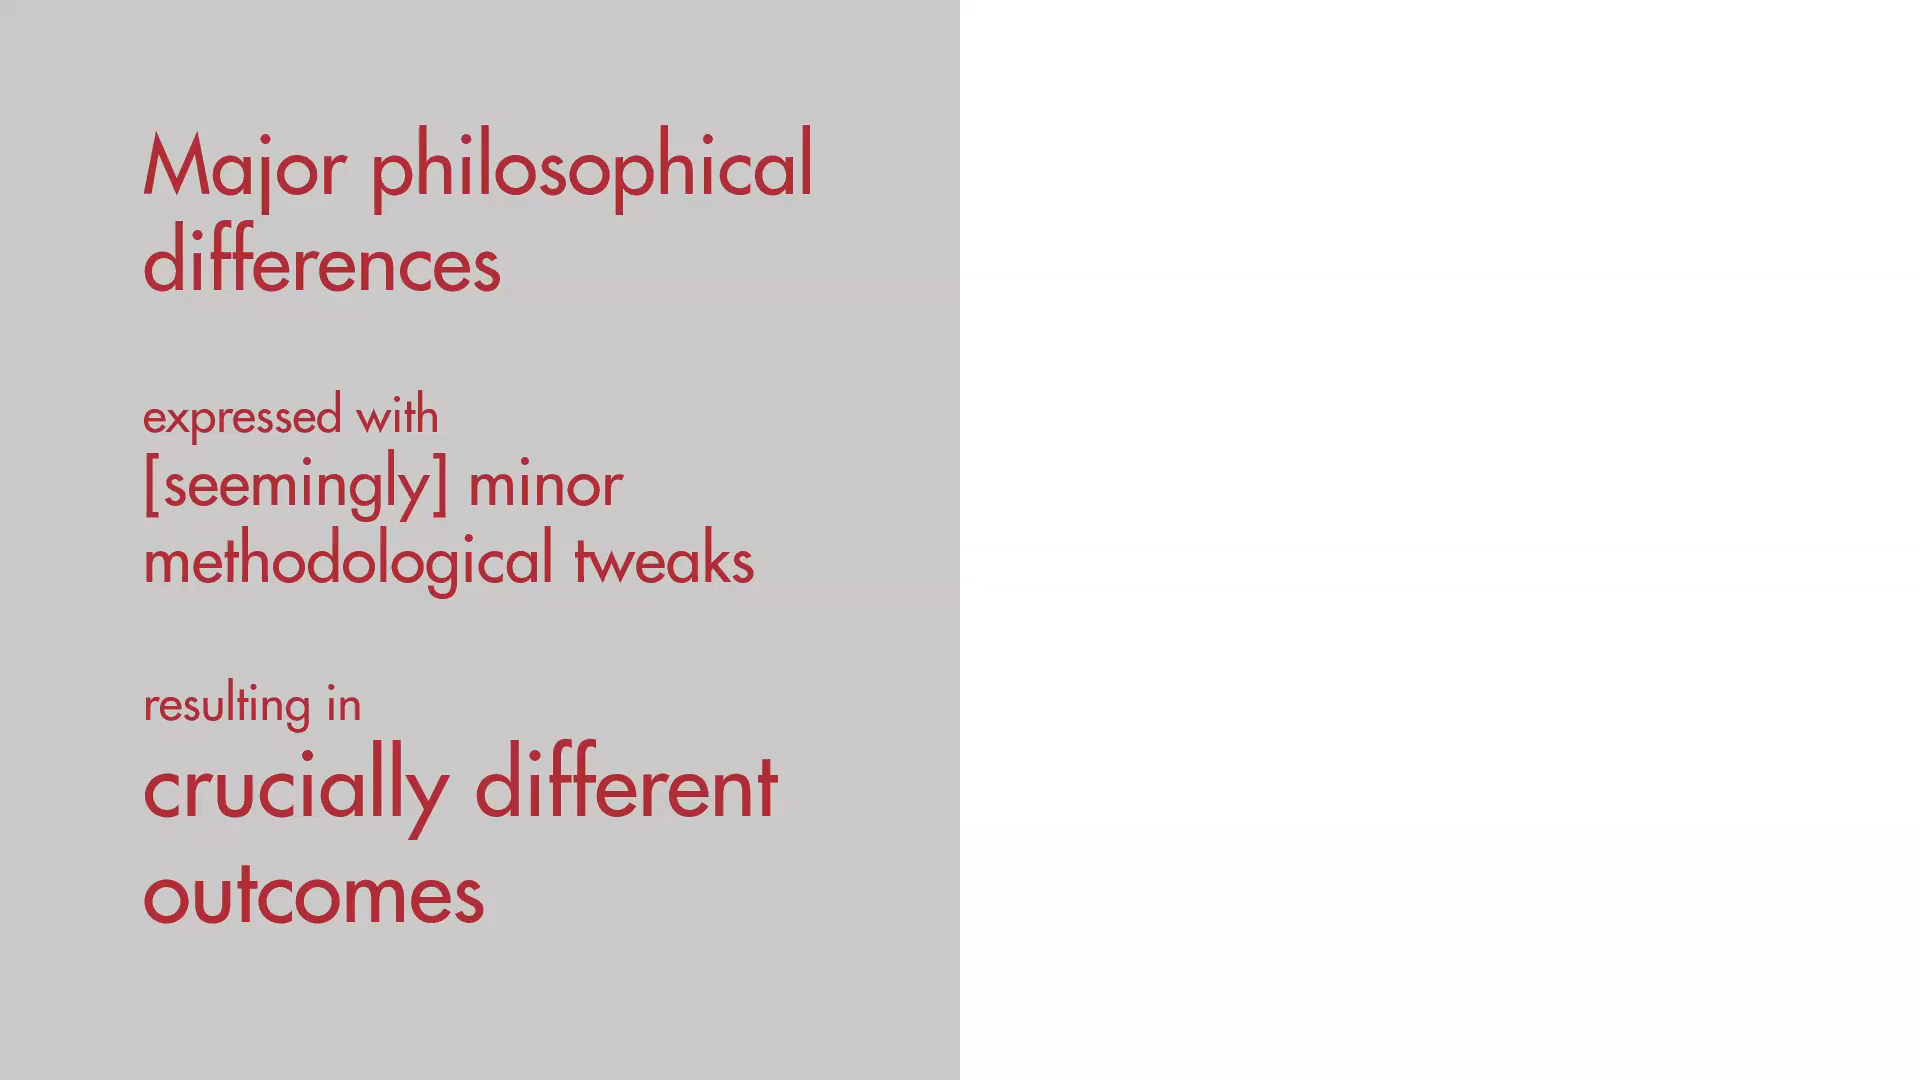 Major philosophical
differences
expressed with
[seemingly] minor
methodological tweaks
resulting in
crucially different
outcomes